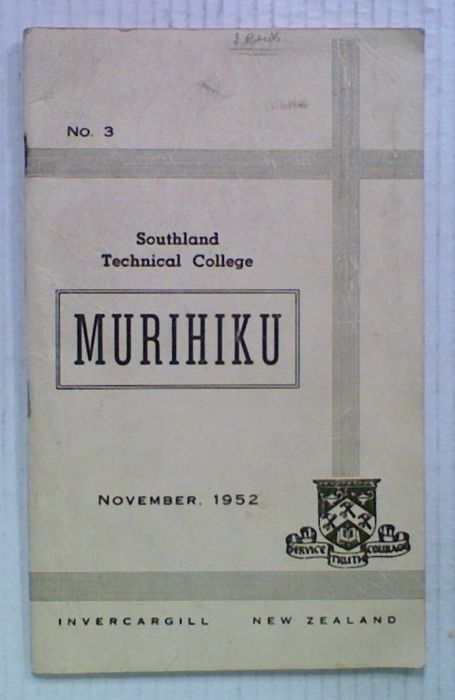 No. 3
Southland
Technical College
MURIHIKU
NOVEMBER, 1952
SERVICE TRUTH COURAGE
INVERCARGILL NEW ZEALAND